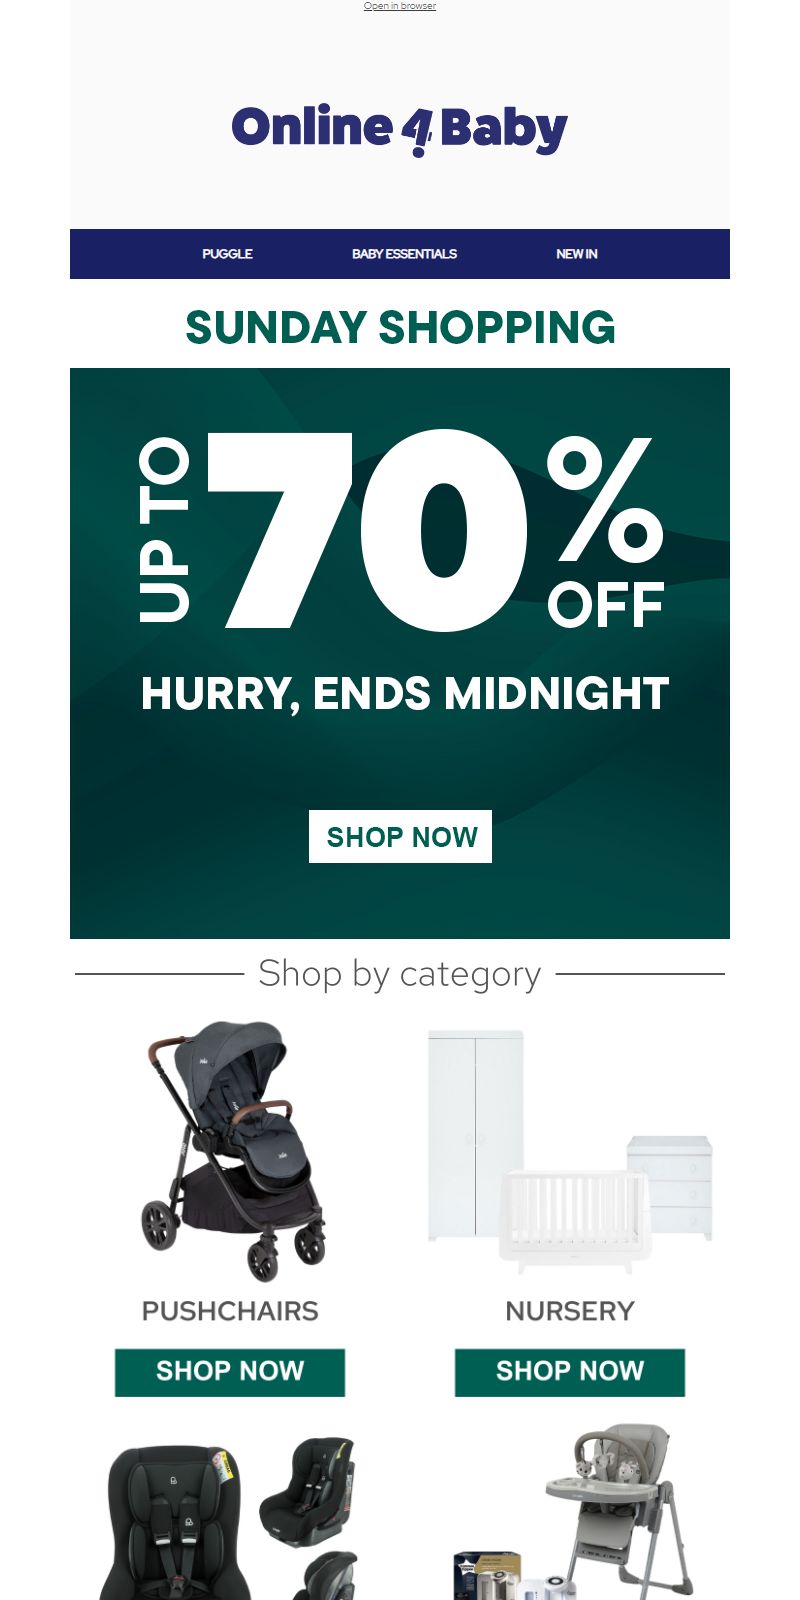 Open in browser
Online 4 Baby
PUGGLE BABY ESSENTIALS NEW IN
SUNDAY SHOPPING
UP TO 70% OFF
HURRY, ENDS MIDNIGHT
SHOP NOW
Shop by category
PUSHCHAIRS NURSERY
SHOP NOW SHOP NOW